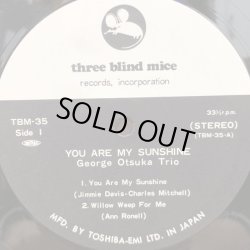 three blind mice
records, incorporation
TBM-35
Side 1
33⅓r.p.m.
(STEREO)
(TBM-35-A)
SOLD OUT
YOU ARE MY SUNSHINE
George Otsuka Trio
1. You Are My Sunshine
(Jimmie Davis-Charles Mitchell)
2. Willow Weep For Me
(Ann Ronell)
MFD. BY TOSHIBA-EMI LTD. IN JAPAN